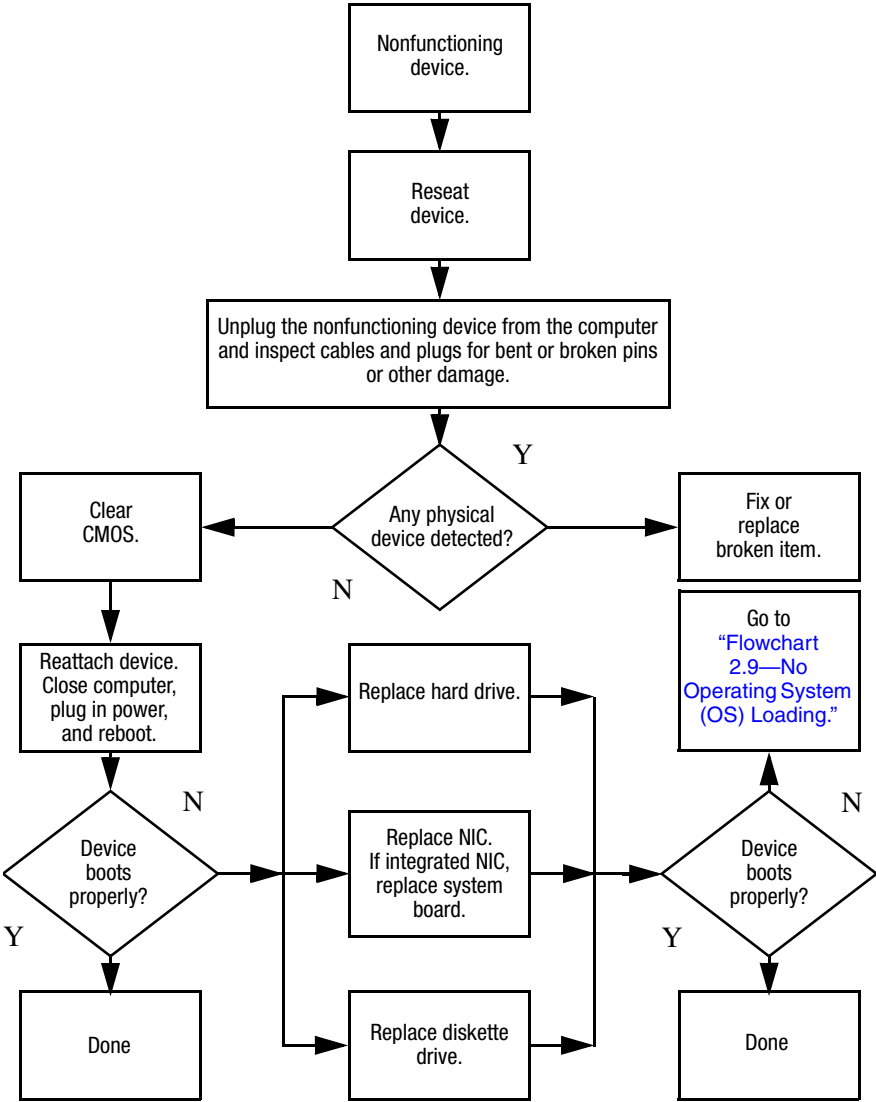 Nonfunctioning
device.
Reseat
device.
Unplug the nonfunctioning device from the computer
and inspect cables and plugs for bent or broken pins
or other damage.
Y
Any physical
device detected?
N
Clear
CMOS.
Fix or
replace
broken item.
Reattach device.
Close computer,
plug in power,
and reboot.
Device
boots
properly?
N
Y
Done
Replace hard drive.
Replace NIC.
If integrated NIC,
replace system
board.
Replace diskette
drive.
Go to
“Flowchart
2.9—No
Operating System
(OS) Loading.”
Device
boots
properly?
N
Y
Done